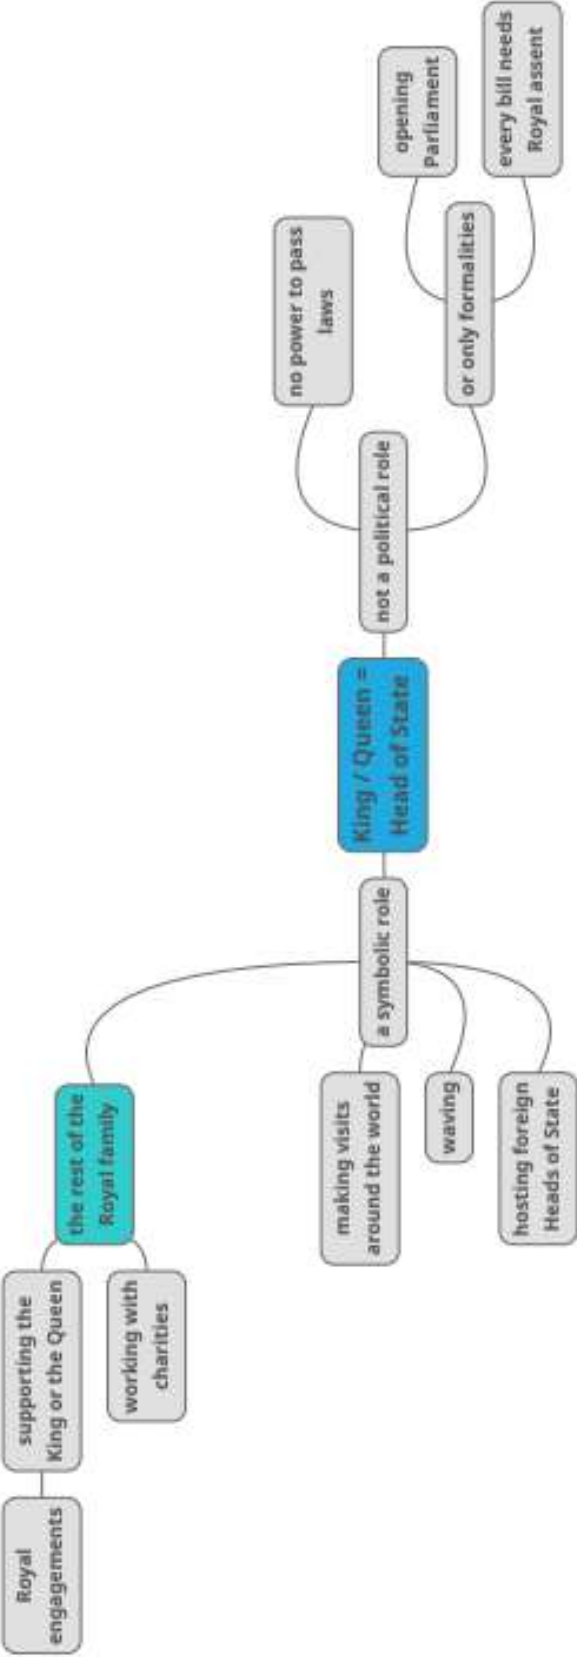 Royal
engagements
supporting the
King or the Queen
working with
charities
the rest of the
Royal family
making visits
around the world
waving
hosting foreign
Heads of State
a symbolic role
King / Queen =
Head of State
not a political role
no power to pass
laws
or only formalities
opening
Parliament
every bill needs
Royal assent